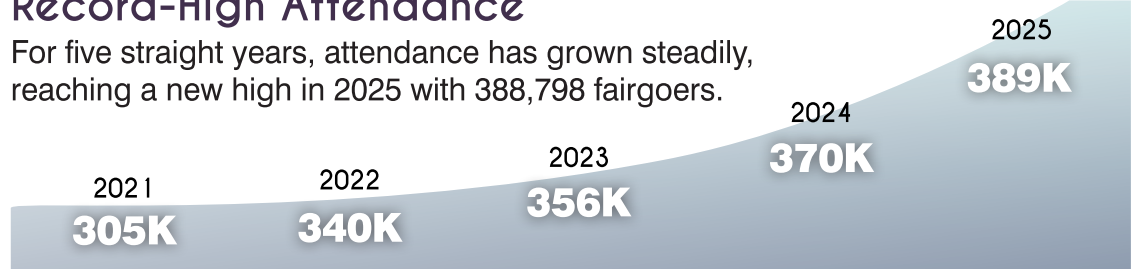 Record-High Attendance
For five straight years, attendance has grown steadily,
reaching a new high in 2025 with 388,798 fairgoers.
2021
305K
2022
340K
2023
356K
2024
370K
2025
389K